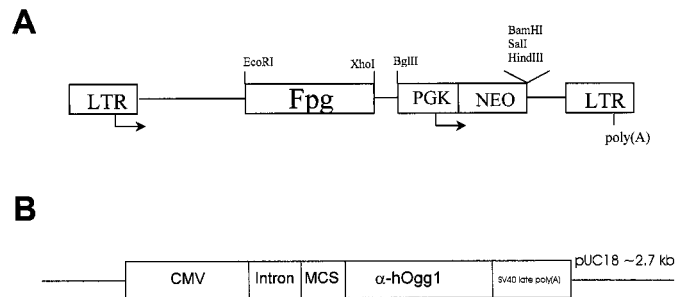 A
EcoRI
XhoI
BglII
BamHI
SalI
HindIII
LTR
Fpg
PGK
NEO
LTR
poly(A)
B
pUC18 ~2.7 kb
CMV
Intron
MCS
α-hOgg1
SV40 late poly(A)